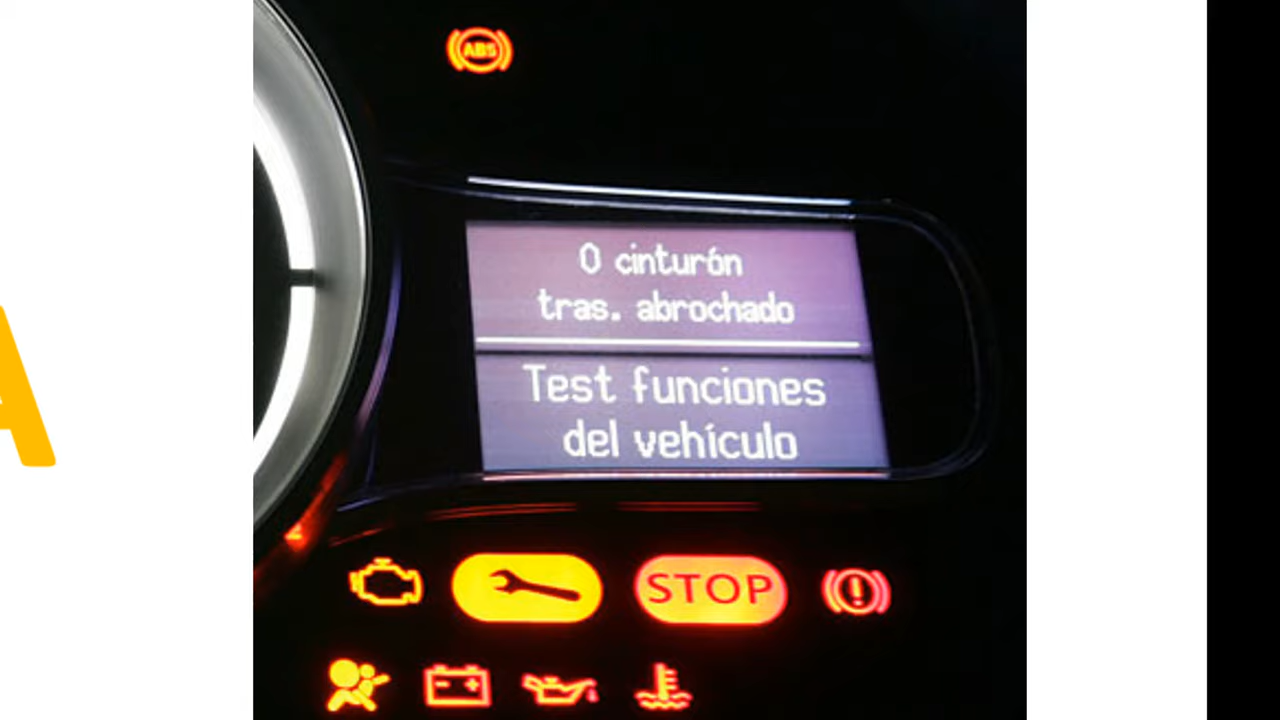 ABS
0 cinturón
tras. abrochado
Test funciones
del vehículo
STOP
A